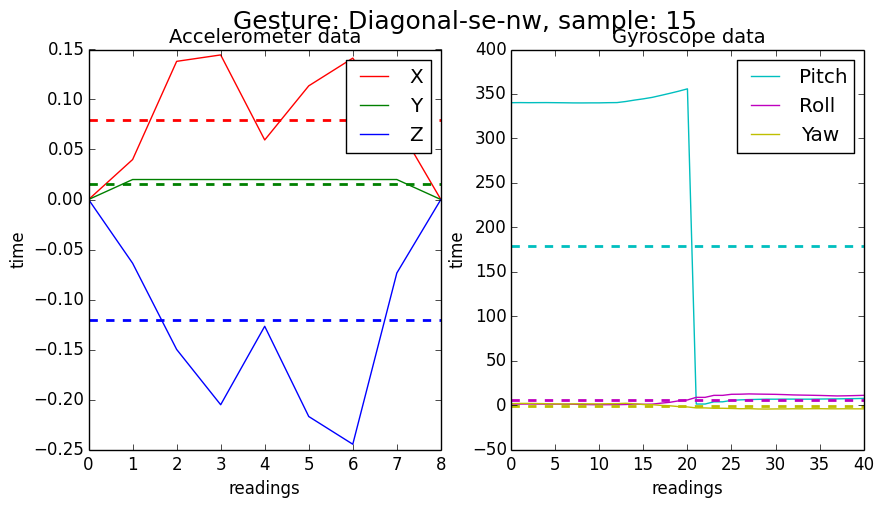 Gesture: Diagonal-se-nw, sample: 15
Accelerometer data
0.15
0.10
0.05
0.00
−0.05
−0.10
−0.15
−0.20
−0.25
time
X
Y
Z
0 1 2 3 4 5 6 7 8
readings
Gyroscope data
400
350
300
250
200
150
100
50
0
−50
time
Pitch
Roll
Yaw
0 5 10 15 20 25 30 35 40
readings